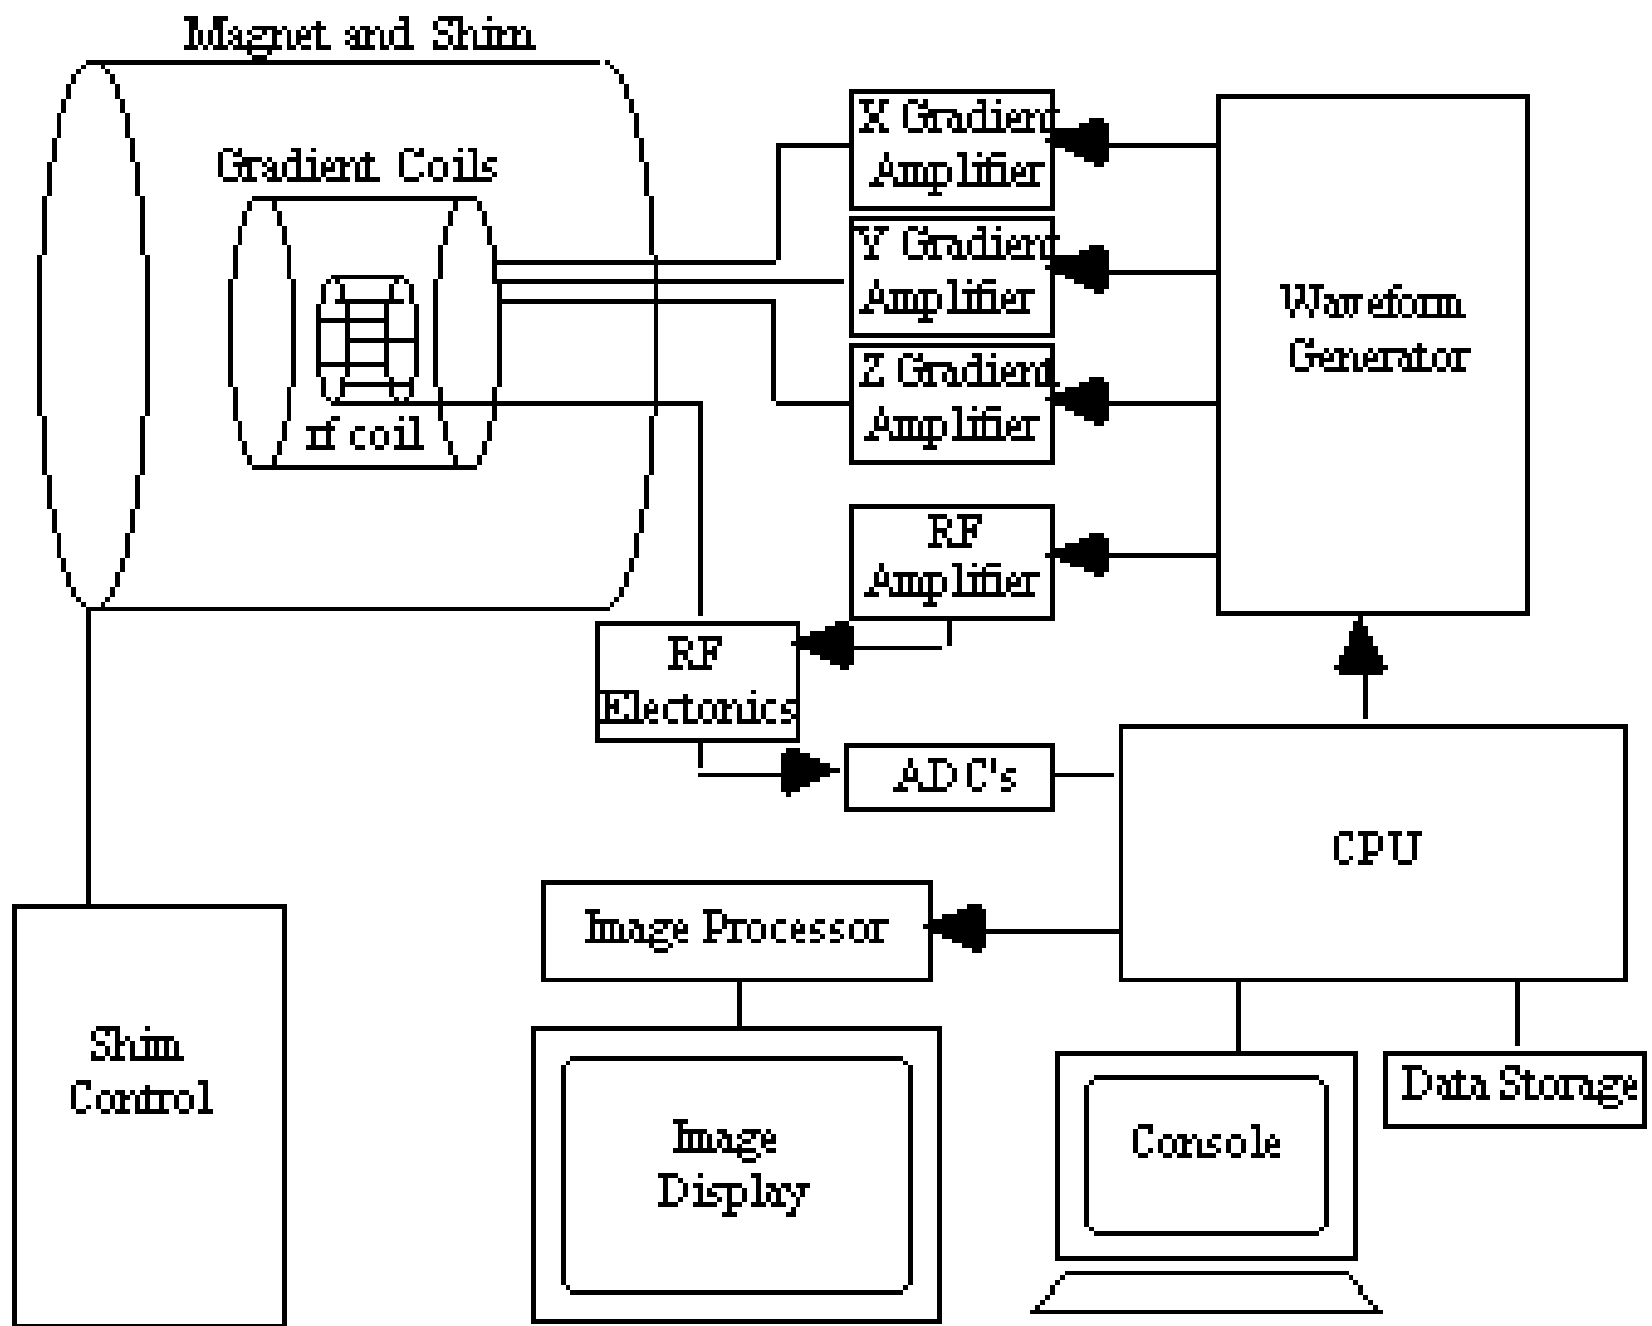 Magnet and Shim
Gradient Coils
rf coil
X Gradient
Amplifier
Y Gradient
Amplifier
Z Gradient
Amplifier
Waveform
Generator
RF
Amplifier
RF
Electonics
ADC's
CPU
Image Processor
Shim
Control
Image
Display
Console
Data Storage